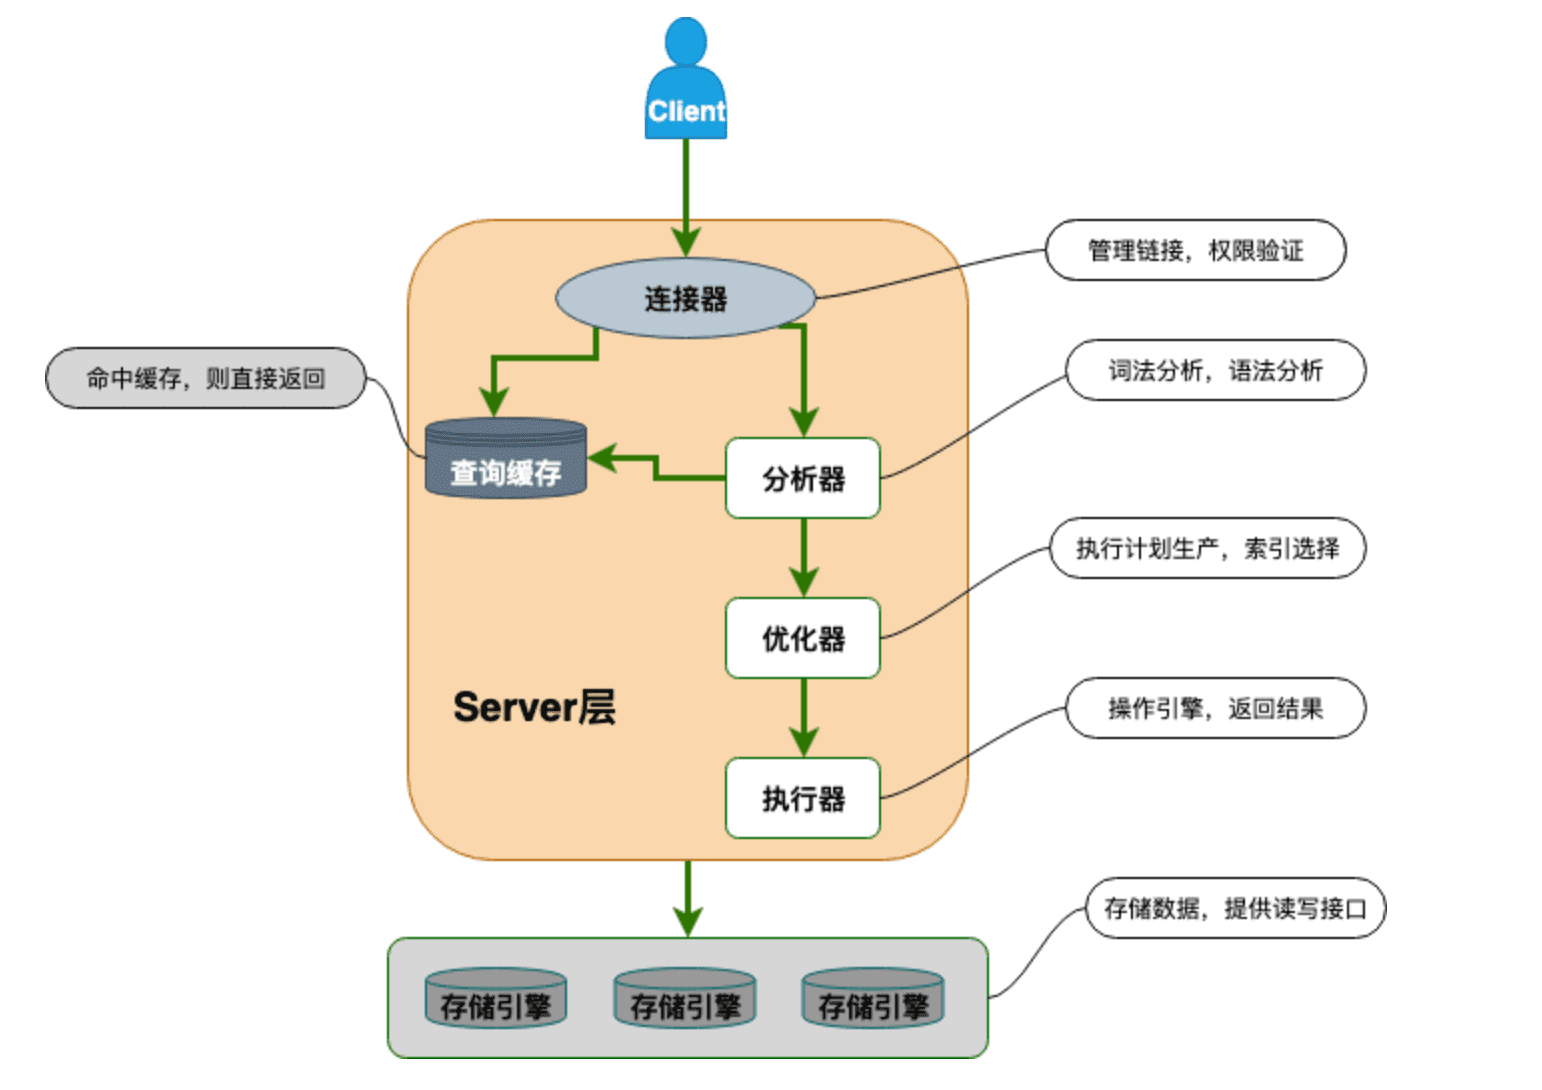 Client
管理链接，权限验证
连接器
词法分析，语法分析
命中缓存，则直接返回
查询缓存
分析器
执行计划生产，索引选择
优化器
Server层
操作引擎，返回结果
执行器
存储数据，提供读写接口
存储引擎
存储引擎
存储引擎